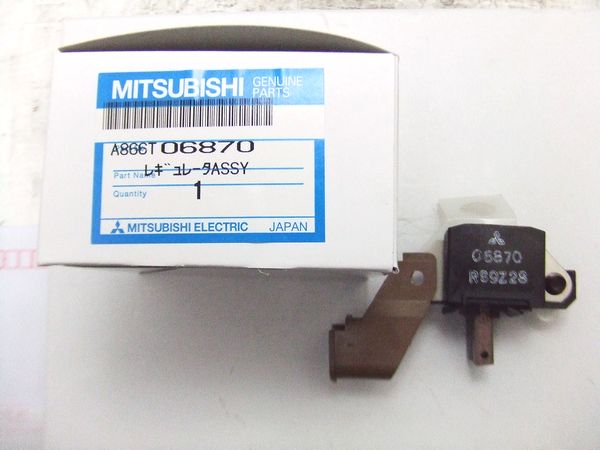 MITSUBISHI GENUINE PARTS
A866T06870
Part Name レギュレータASSY
Quantity 1
MITSUBISHI ELECTRIC JAPAN
06870
R89Z28